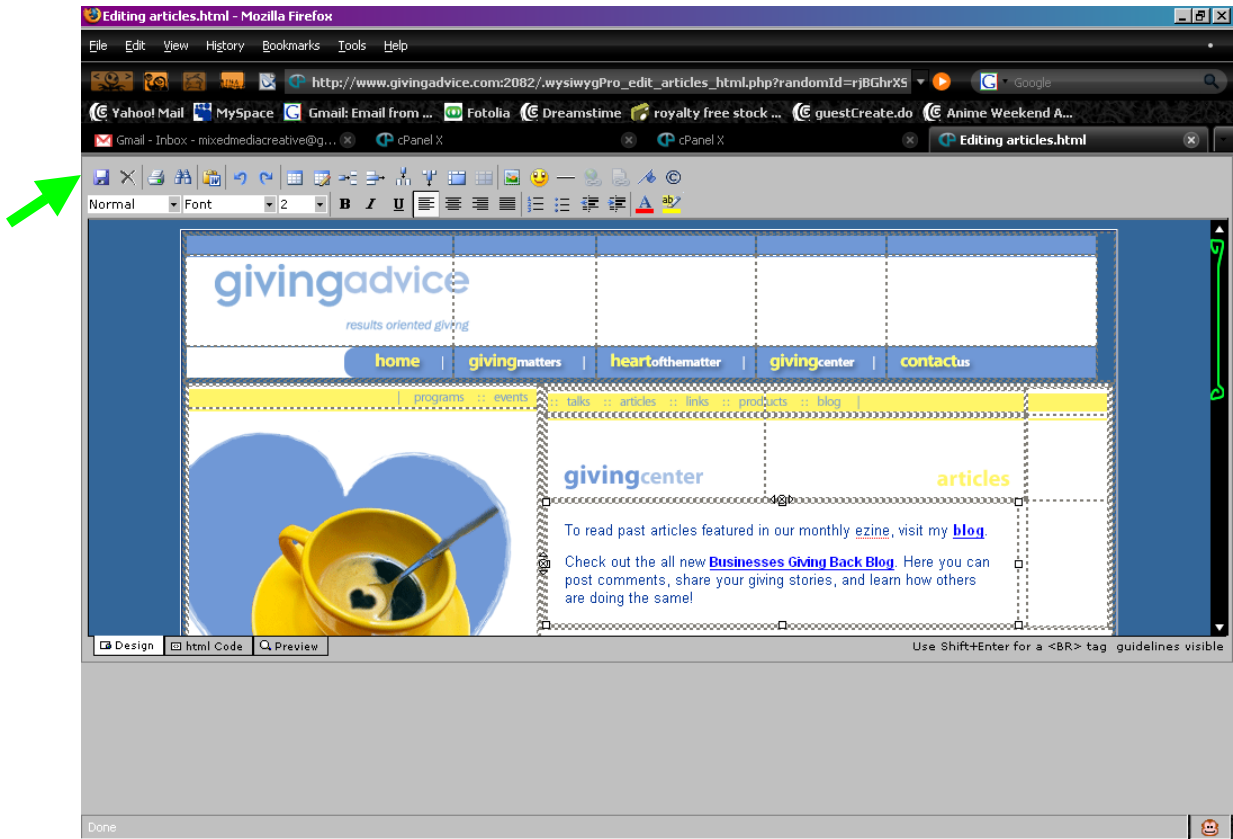 Editing articles.html - Mozilla Firefox
File Edit View History Bookmarks Tools Help
http://www.givingadvice.com:2082/.wysiwygPro_edit_articles_html.php?randomId=rjBGhrXS G Google
Yahoo! Mail MySpace G Gmail: Email from ... Fotolia Dreamstime royalty free stock ... guestCreate.do Anime Weekend A...
Gmail - Inbox - mixedmediacreative@g... cPanel X cPanel X Editing articles.html
Normal Font 2 B I U A ab
givingadvice
results oriented giving
home | givingmatters | heartofthematter | givingcenter | contactus
| programs :: events :: talks :: articles :: links :: products :: blog |
givingcenter articles
To read past articles featured in our monthly ezine, visit my blog.
Check out the all new Businesses Giving Back Blog. Here you can
post comments, share your giving stories, and learn how others
are doing the same!
Design html Code Preview Use Shift+Enter for a <BR> tag guidelines visible
Done